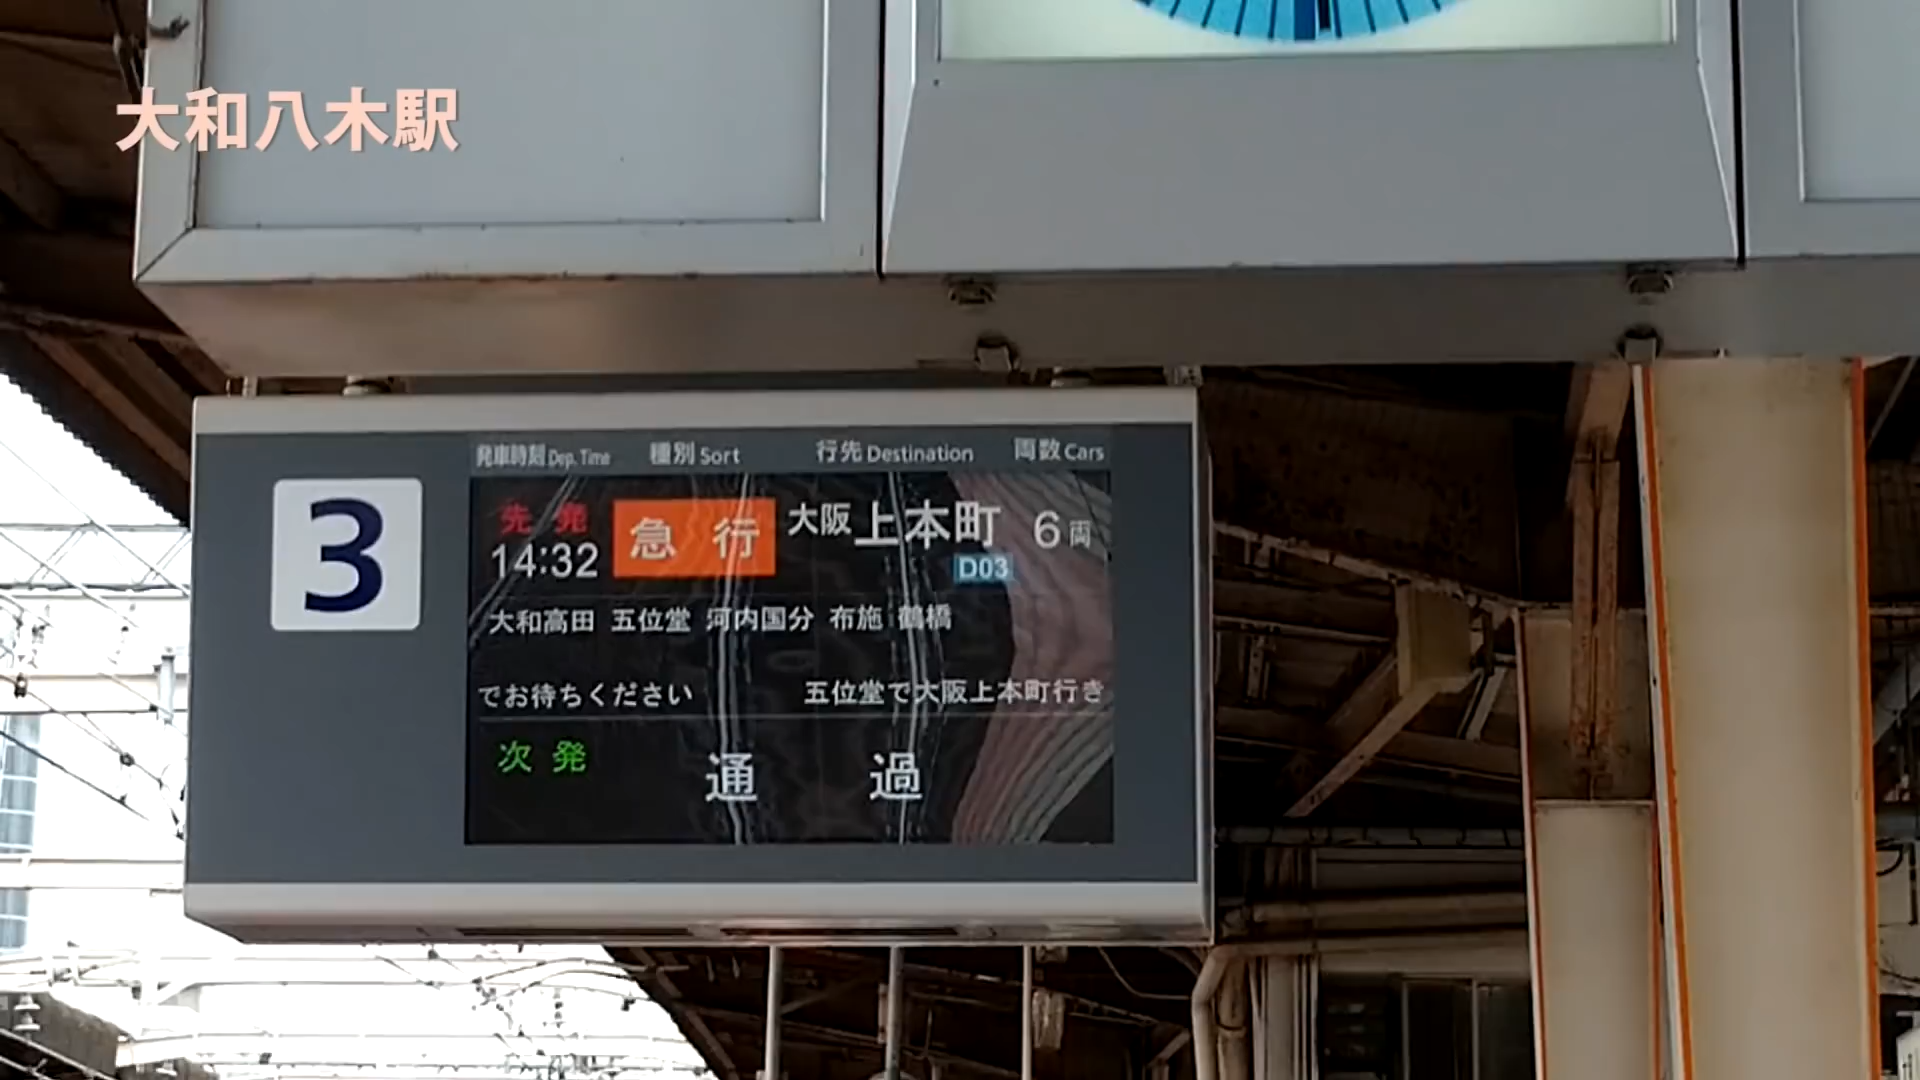 大和八木駅
発車時刻 Dep. Time 種別 Sort 行先 Destination 両数 Cars
3
先発 急行 大阪上本町 6両
14:32 D03
大和高田 五位堂 河内国分 布施 鶴橋
でお待ちください 五位堂で大阪上本町行き
次発 通過